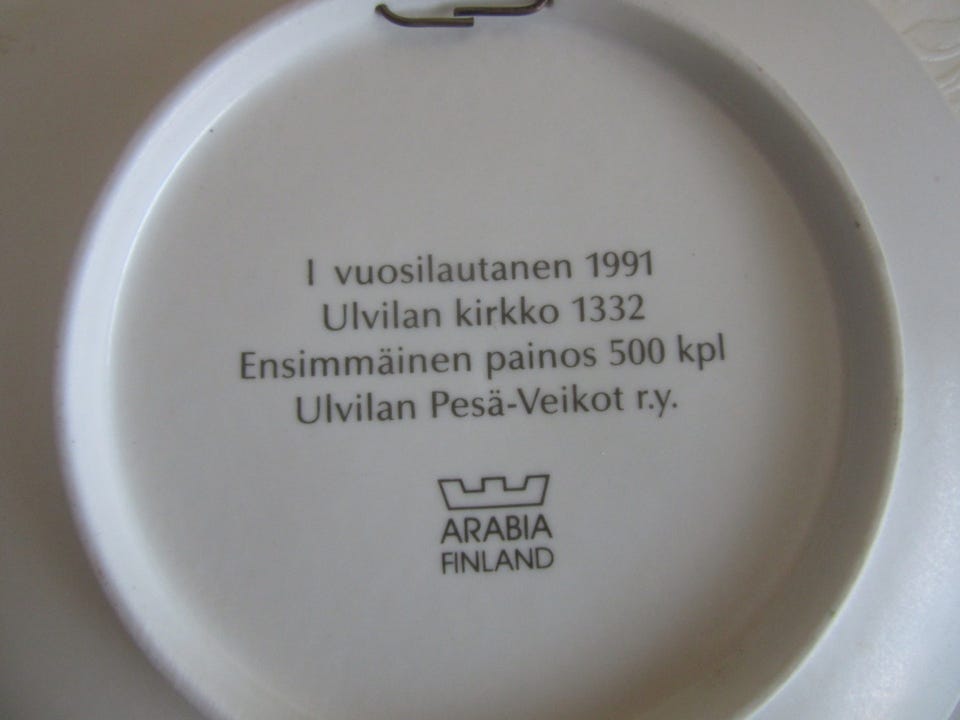 I vuosilautanen 1991
Ulvilan kirkko 1332
Ensimmäinen painos 500 kpl
Ulvilan Pesä-Veikot r.y.
ARABIA
FINLAND